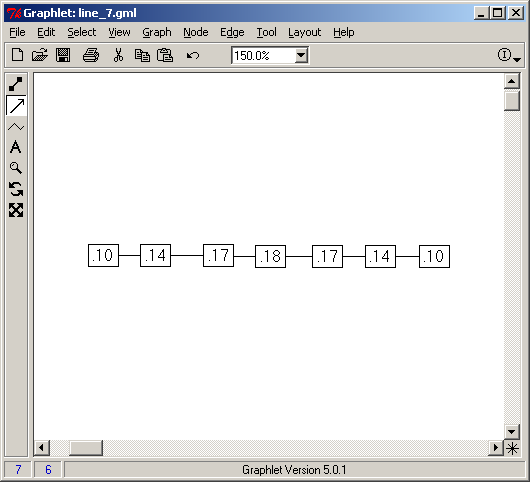 Graphlet: line_7.gml
File Edit Select View Graph Node Edge Tool Layout Help
150.0%
A
.10 .14 .17 .18 .17 .14 .10
7 6 Graphlet Version 5.0.1